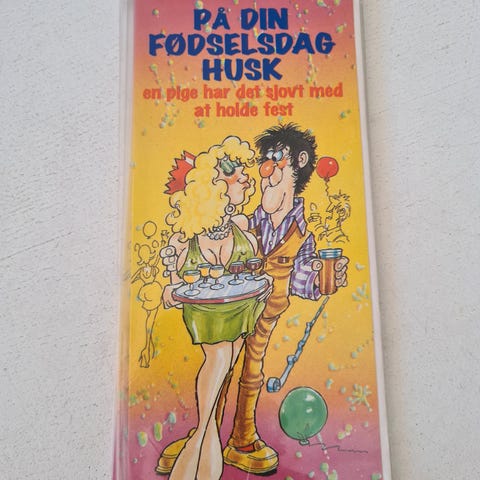 PÅ DIN
FØDSELSDAG
HUSK
en pige har det sjovt med
at holde fest